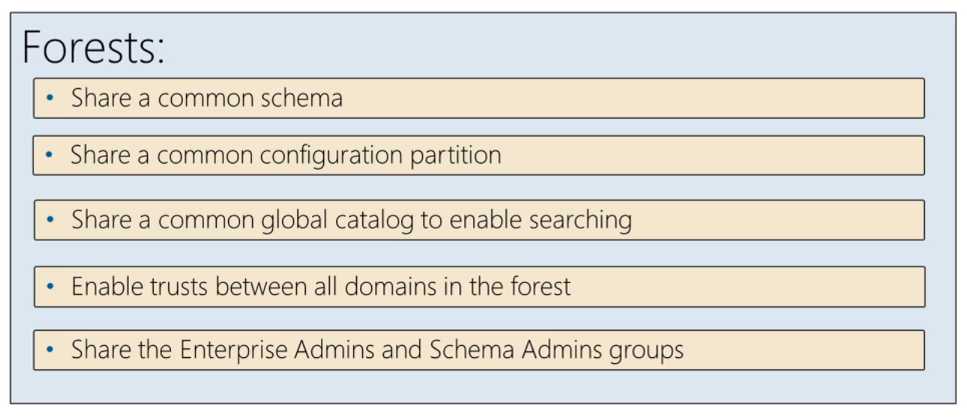 Forests:
• Share a common schema
• Share a common configuration partition
• Share a common global catalog to enable searching
• Enable trusts between all domains in the forest
• Share the Enterprise Admins and Schema Admins groups